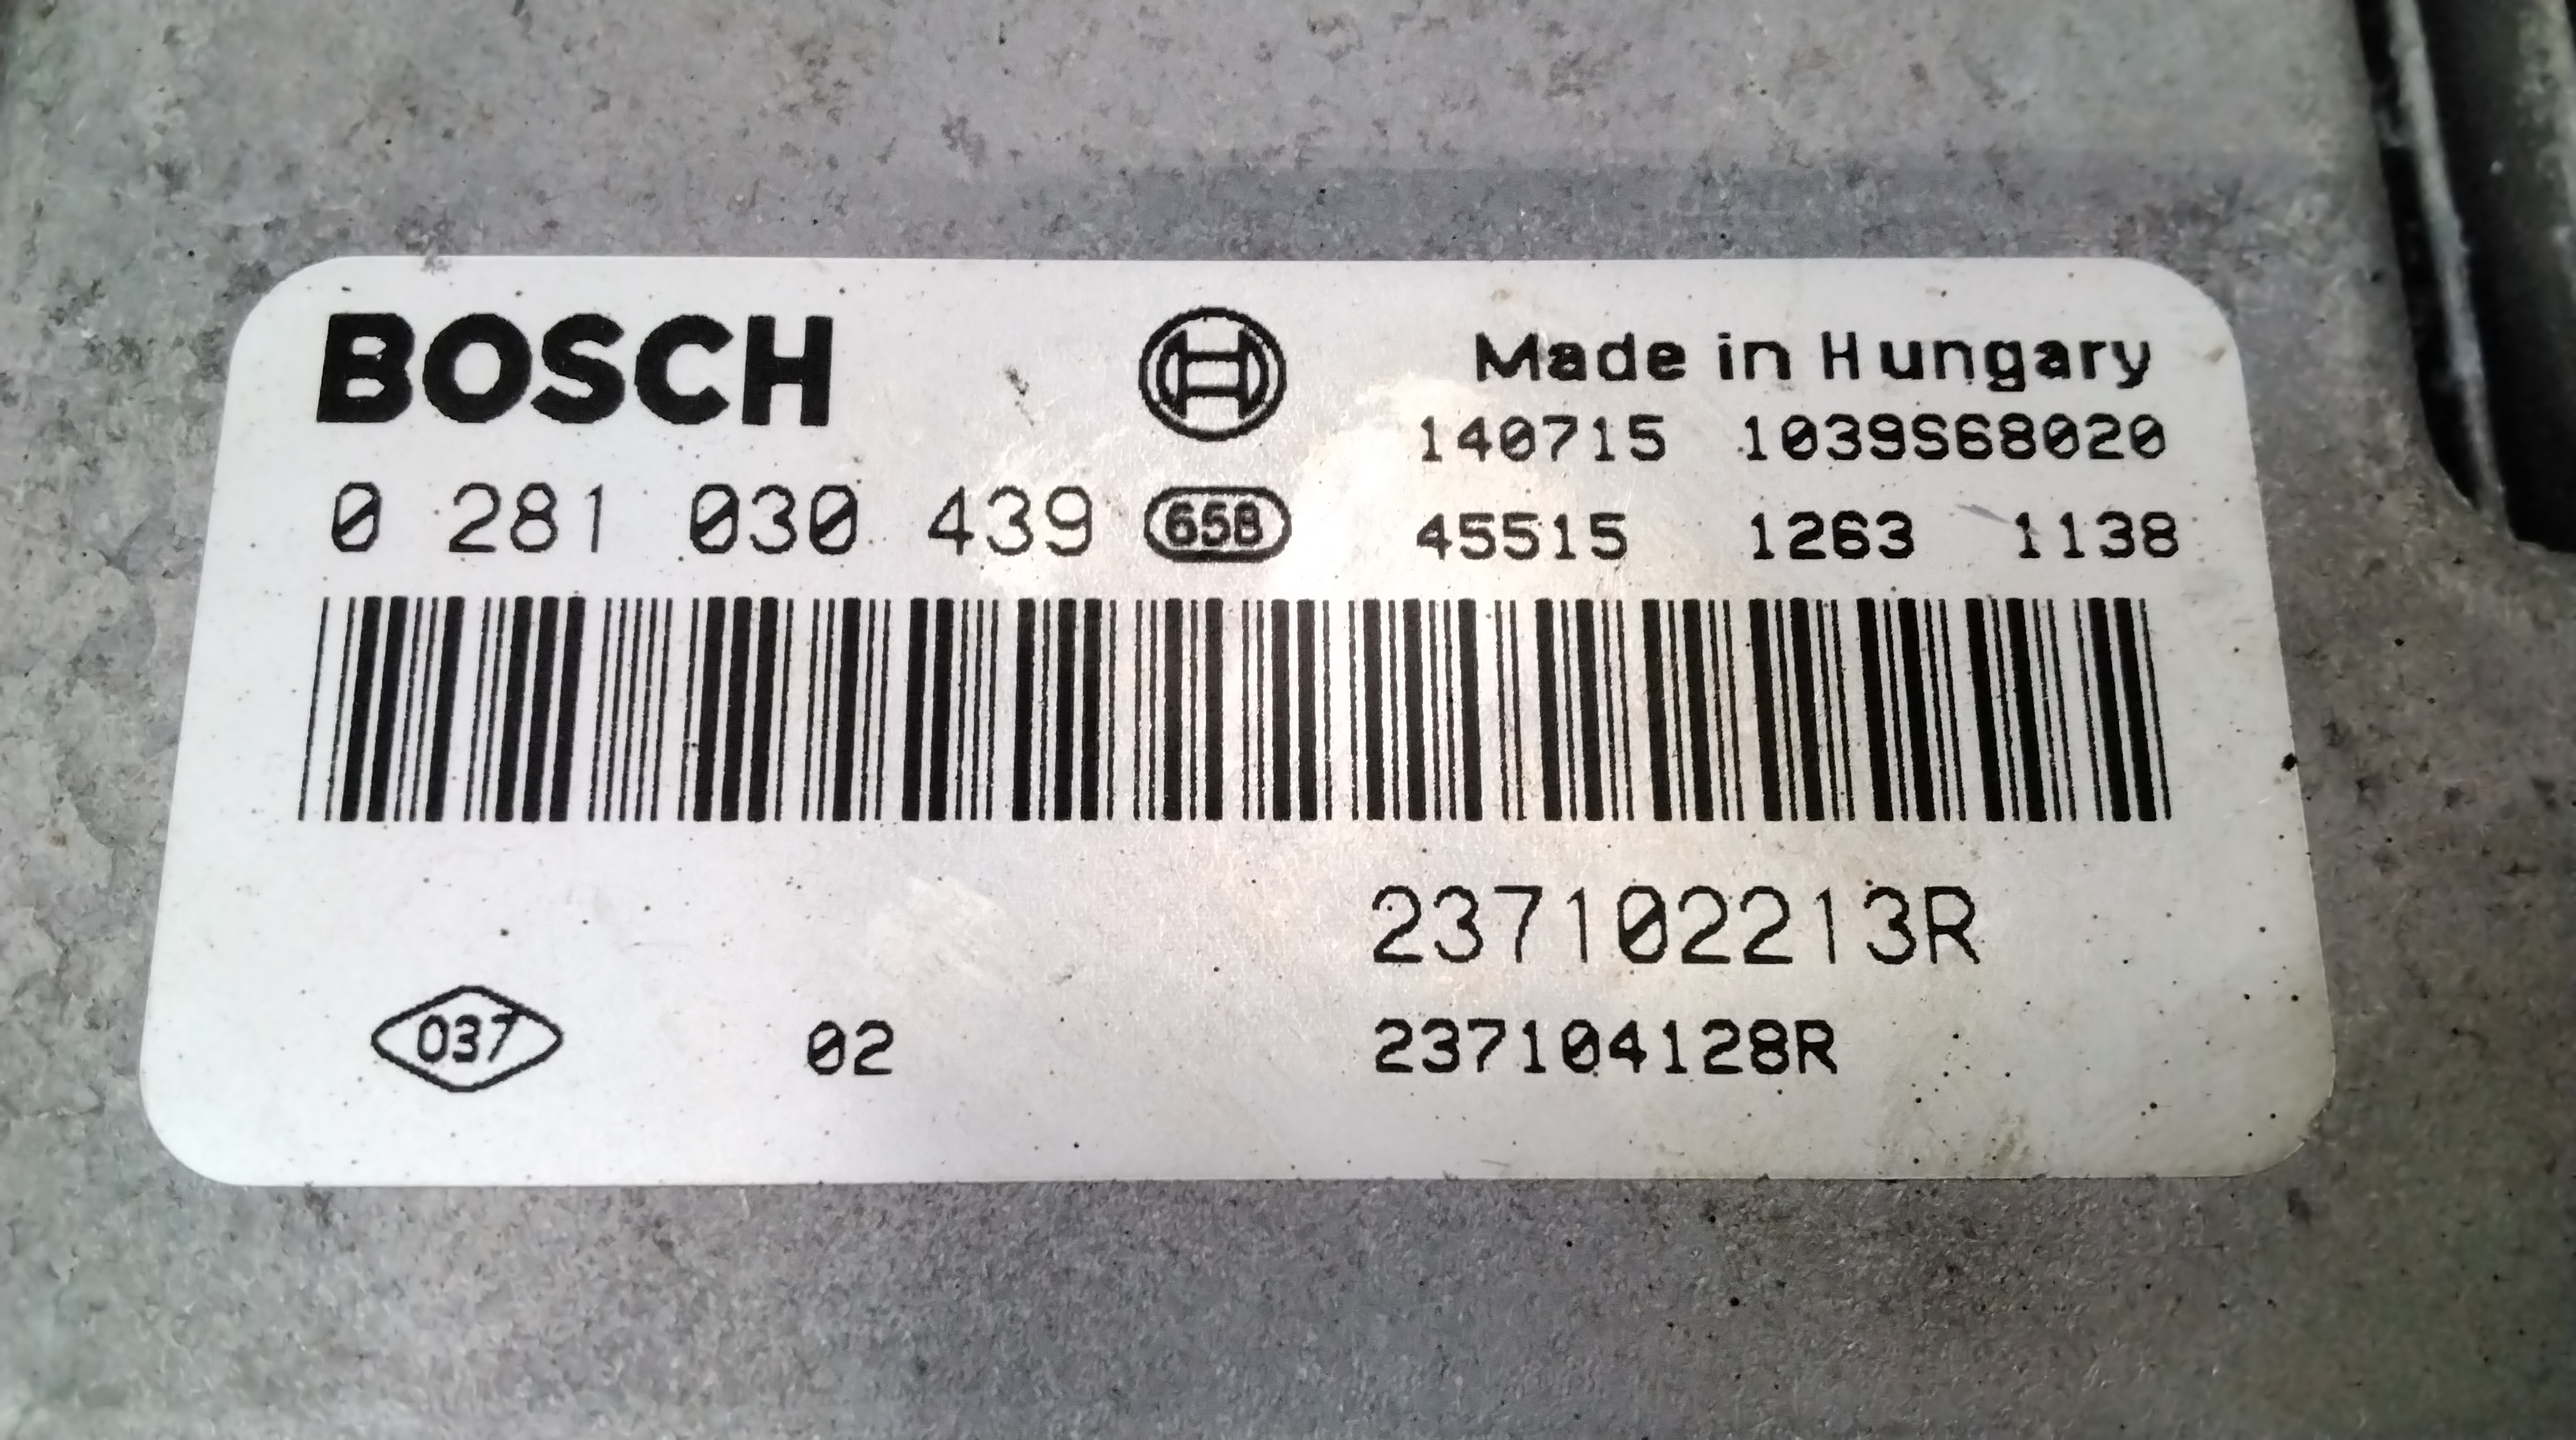 BOSCH
Made in Hungary
140715 1039S68020
0 281 030 439 658 45515 1263 1138
237102213R
037 02 237104128R